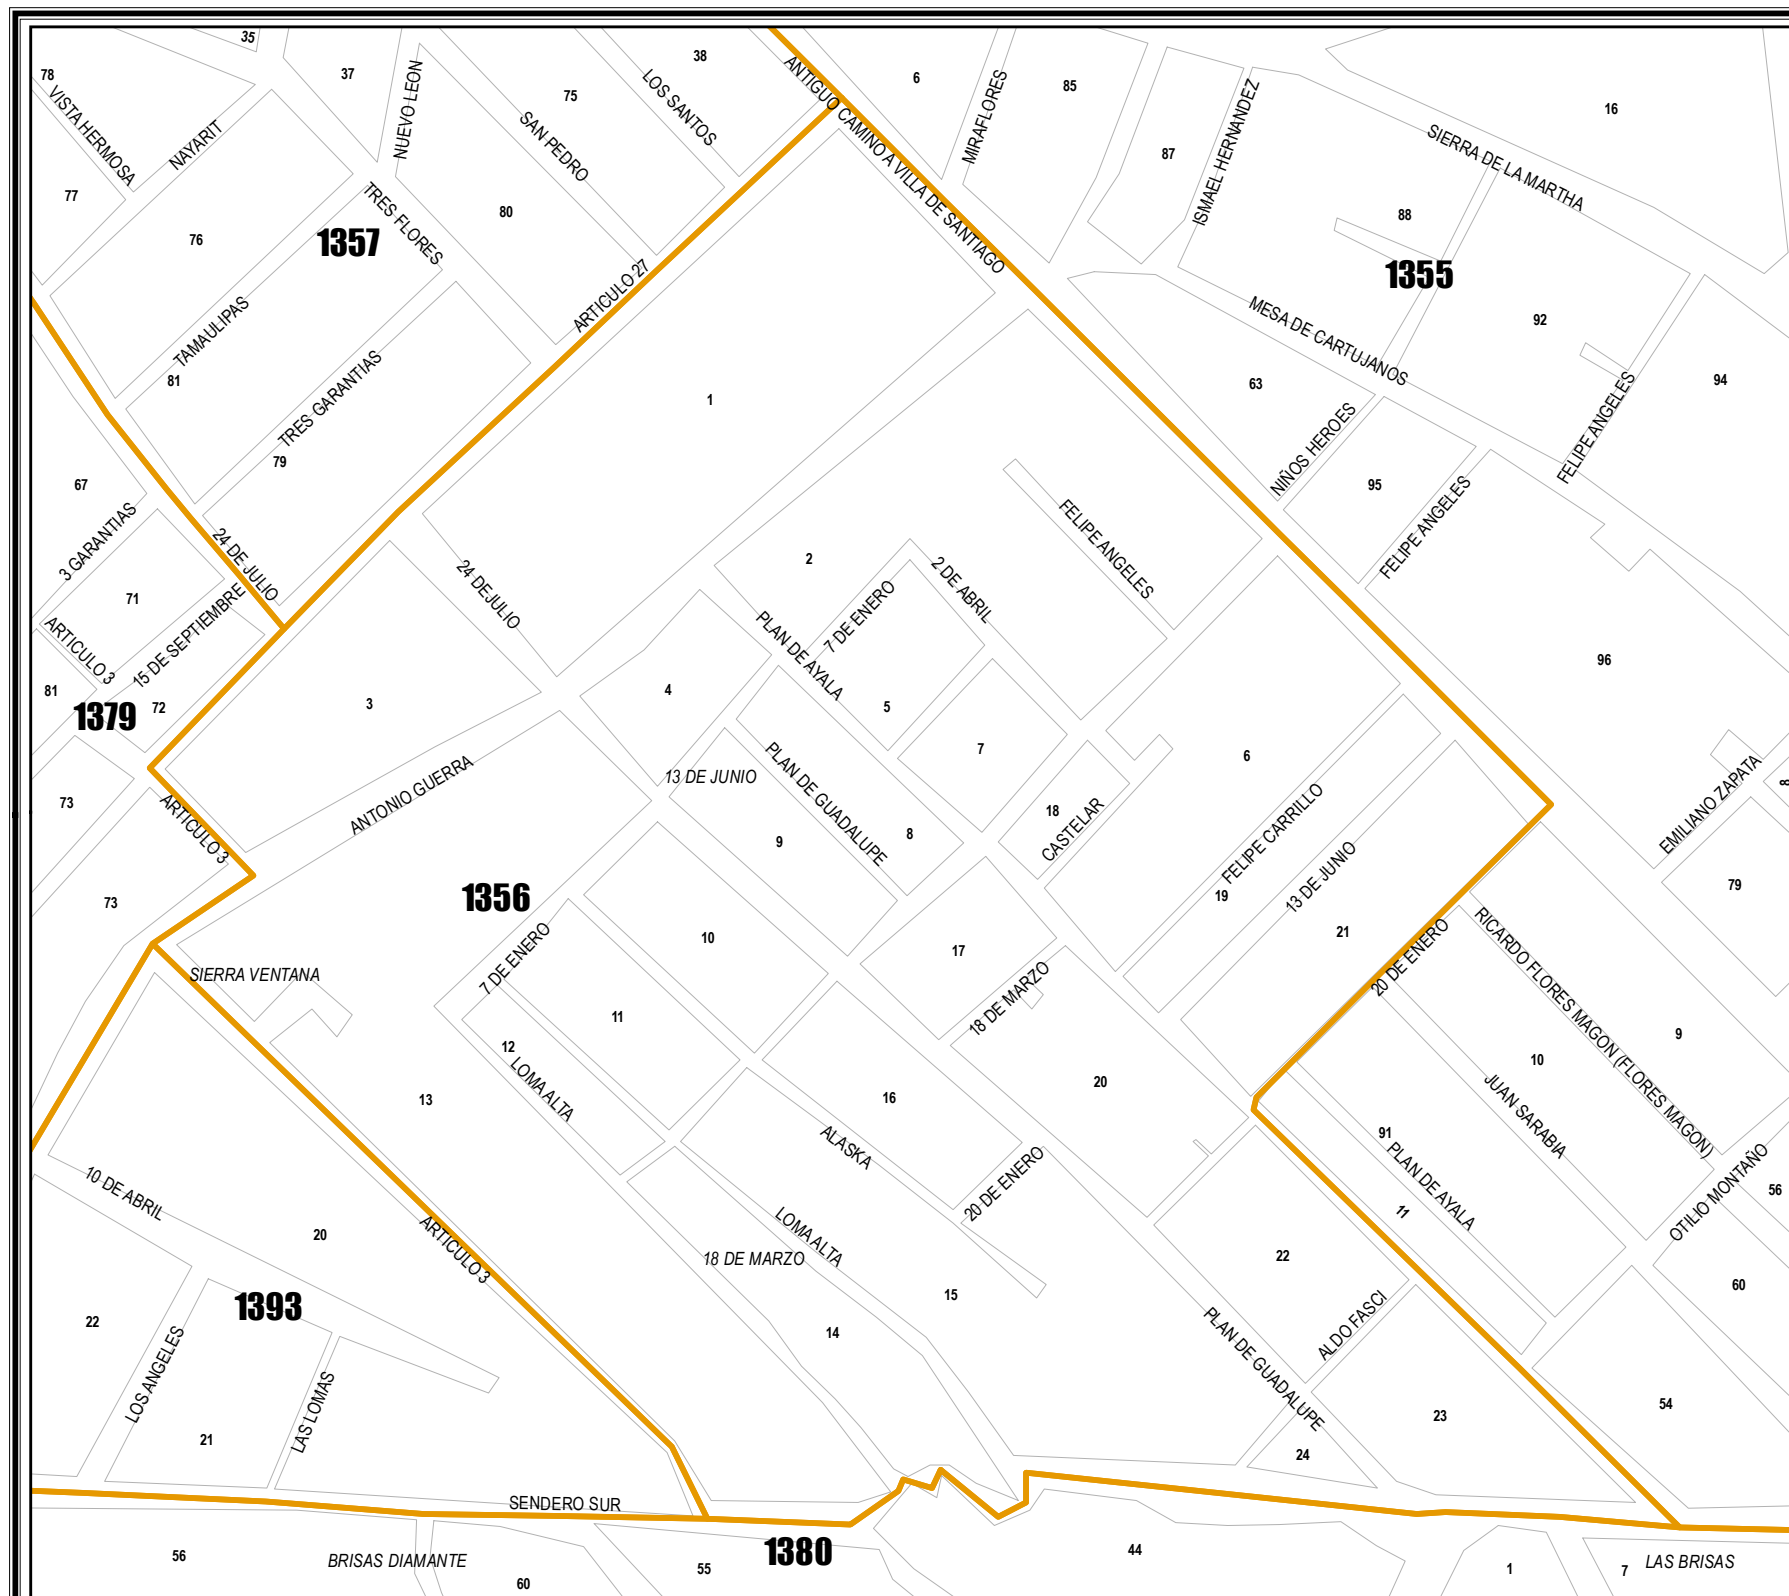 35
78
37
38
6
85
16
VISTA HERMOSA
NAYARIT
NUEVO LEON
75
SAN PEDRO
LOS SANTOS
ANTIGUO CAMINO A VILLA DE SANTIAGO
MIRAFLORES
87
ISMAEL HERNANDEZ
SIERRA DE LA MARTHA
77
76
TRES FLORES
80
88
1357
1355
TAMAULIPAS
ARTICULO 27
MESA DE CARTUJANOS
92
81
TRES GARANTIAS
1
63
94
79
NIÑOS HEROES
FELIPE ANGELES
67
95
3 GARANTIAS
24 DE JULIO
FELIPE ANGELES
FELIPE ANGELES
71
24 DEJULIO
2
2 DE ABRIL
7 DE ENERO
15 DE SEPTIEMBRE
ARTICULO 3
PLAN DE AYALA
96
81
72
3
4
5
1379
7
6
13 DE JUNIO
PLAN DE GUADALUPE
ANTONIO GUERRA
73
ARTICULO 3
18
CASTELAR
FELIPE CARRILLO
EMILIANO ZAPATA
8
9
8
79
73
1356
19
13 DE JUNIO
7 DE ENERO
10
17
21
20 DE ENERO
RICARDO FLORES MAGON (FLORES MAGON)
SIERRA VENTANA
18 DE MARZO
11
12
LOMA ALTA
9
10
JUAN SARABIA
13
16
20
ALASKA
91
PLAN DE AYALA
11
20 DE ENERO
OTILIO MONTAÑO
56
10 DE ABRIL
20
ARTICULO 3
LOMA ALTA
18 DE MARZO
22
60
1393
22
LOS ANGELES
15
14
ALDO FASCI
PLAN DE GUADALUPE
LAS LOMAS
21
23
54
24
SENDERO SUR
1380
56
BRISAS DIAMANTE
60
55
44
1
7
LAS BRISAS